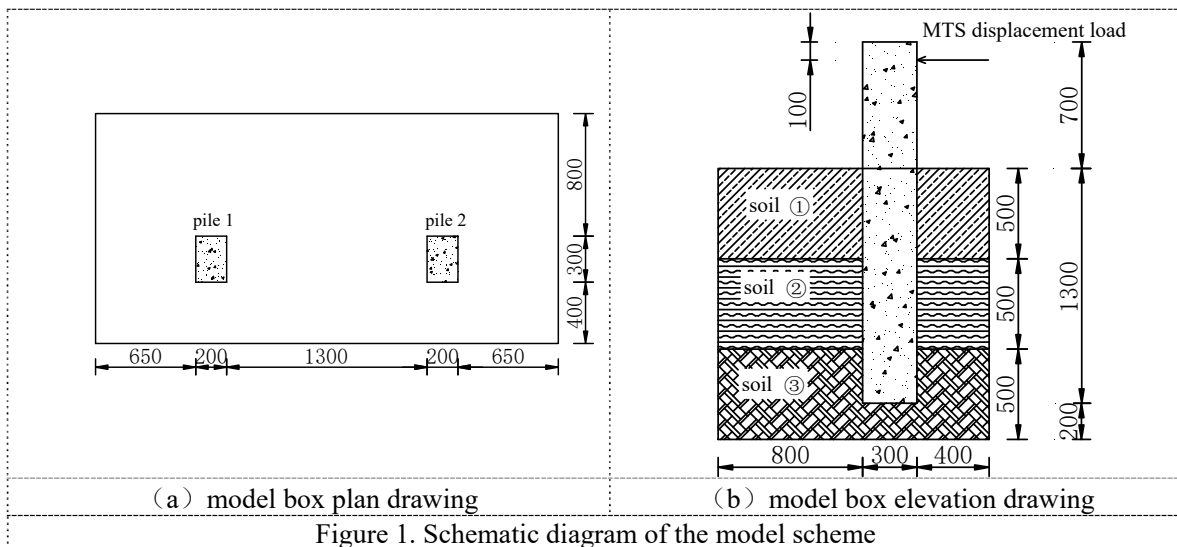 800
pile 1
pile 2
300
400
650
200
1300
200
650
MTS displacement load
100
700
soil ①
500
soil ②
500
1300
soil ③
500
200
800
300
400
(a) model box plan drawing
(b) model box elevation drawing
Figure 1. Schematic diagram of the model scheme